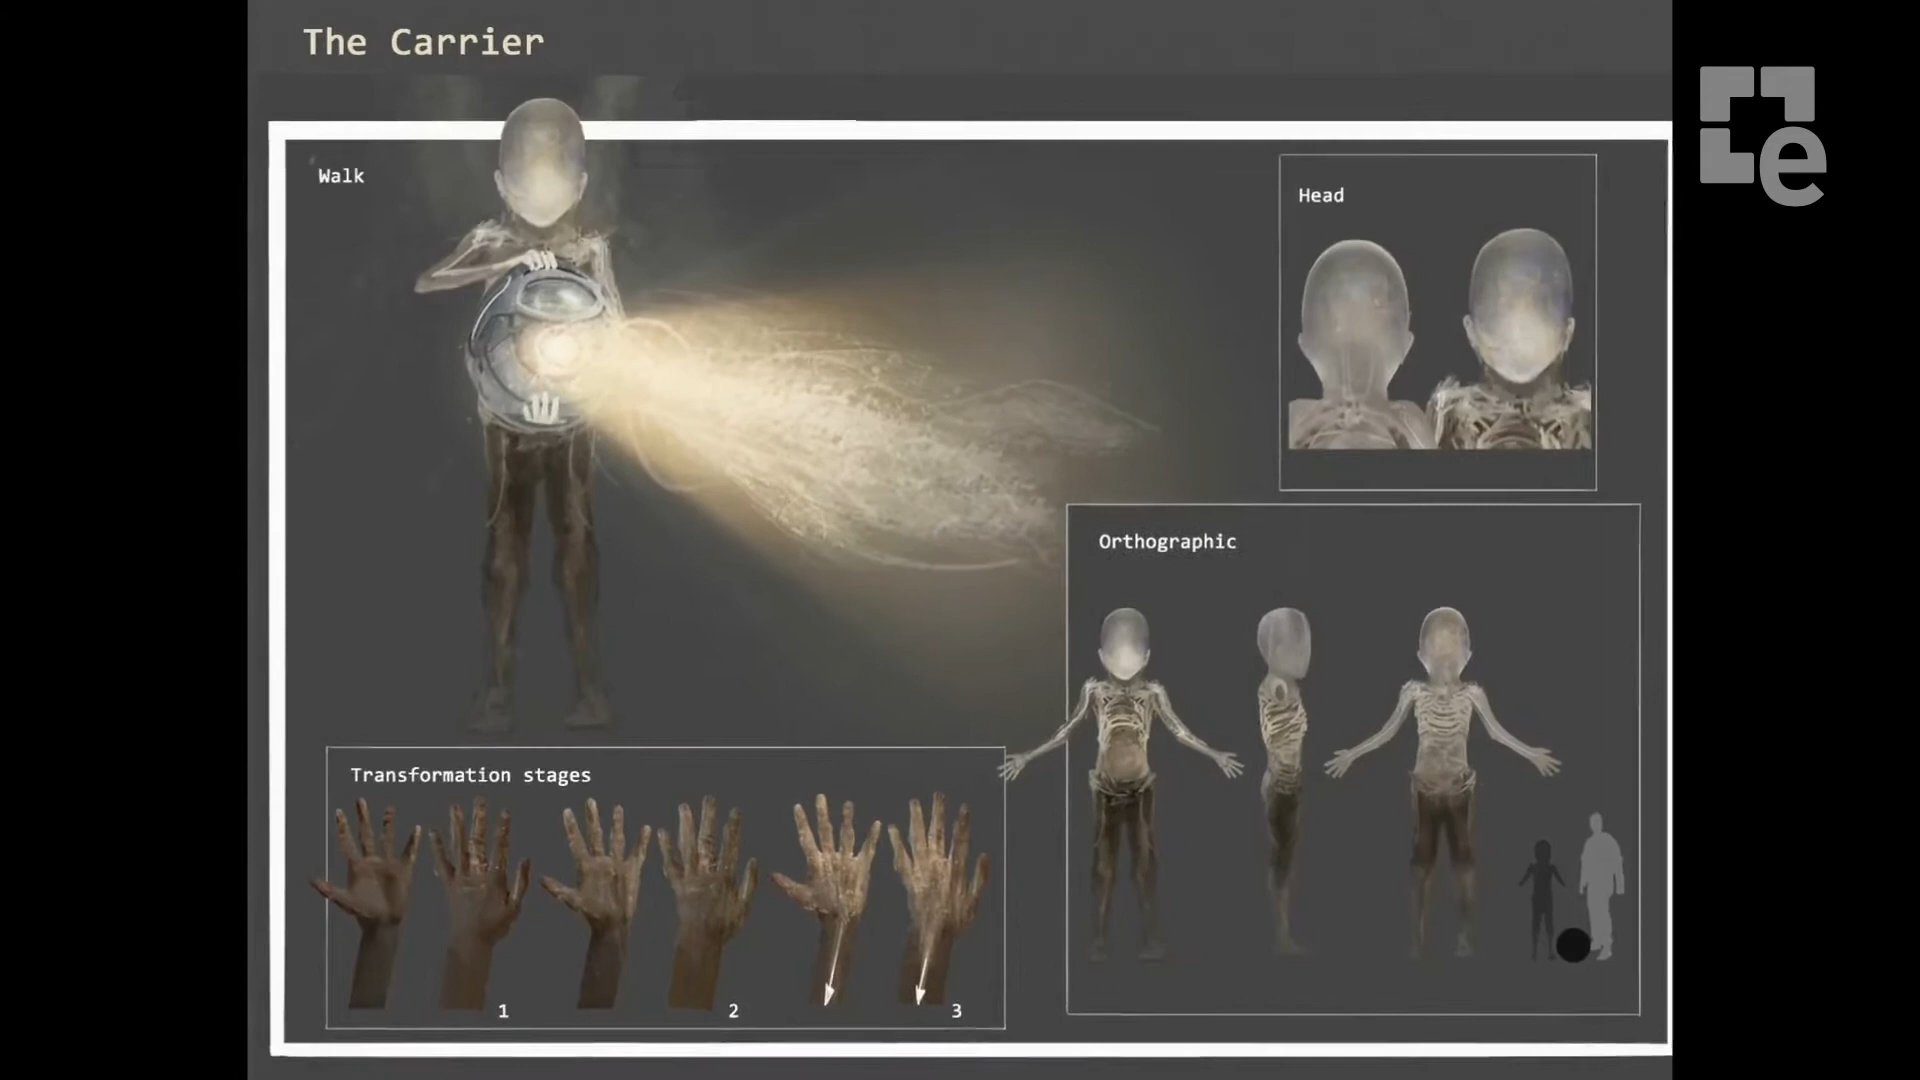 The Carrier
Walk
Head
Orthographic
Transformation stages
1
2
3
e